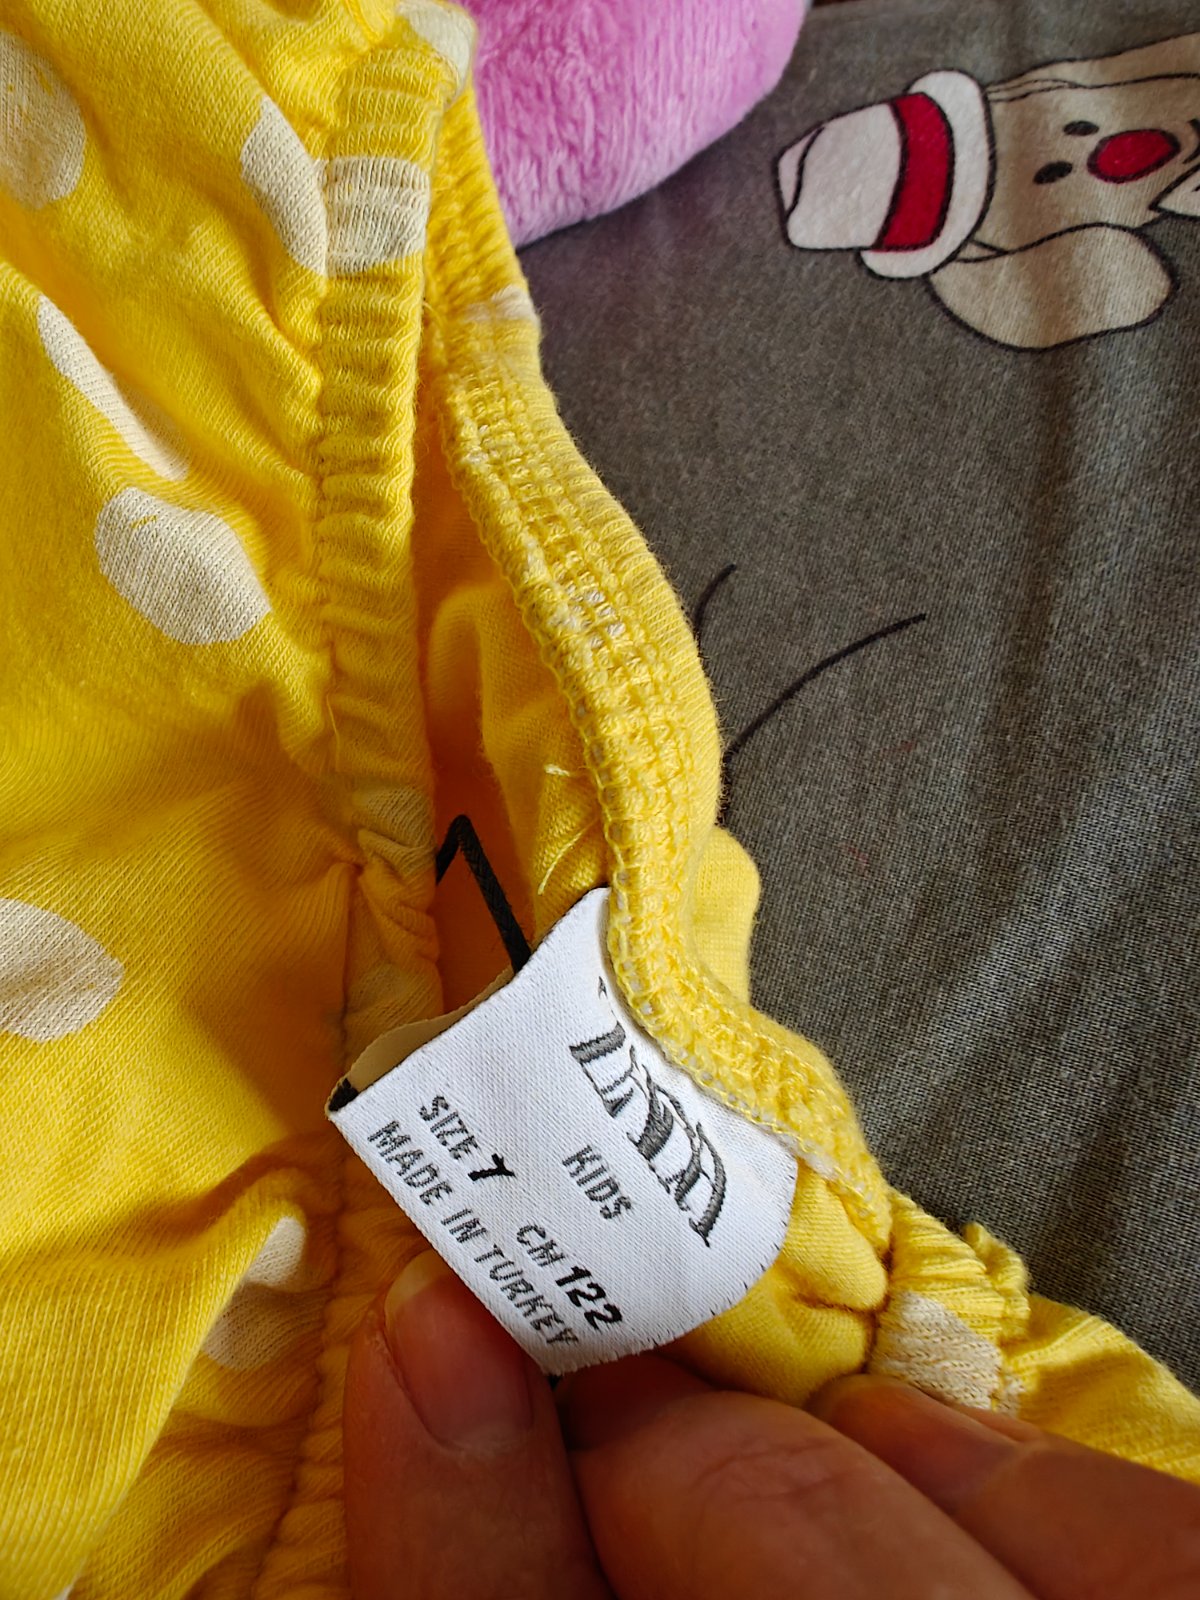 KIDS
SIZE 7 CM 122
MADE IN TURKEY